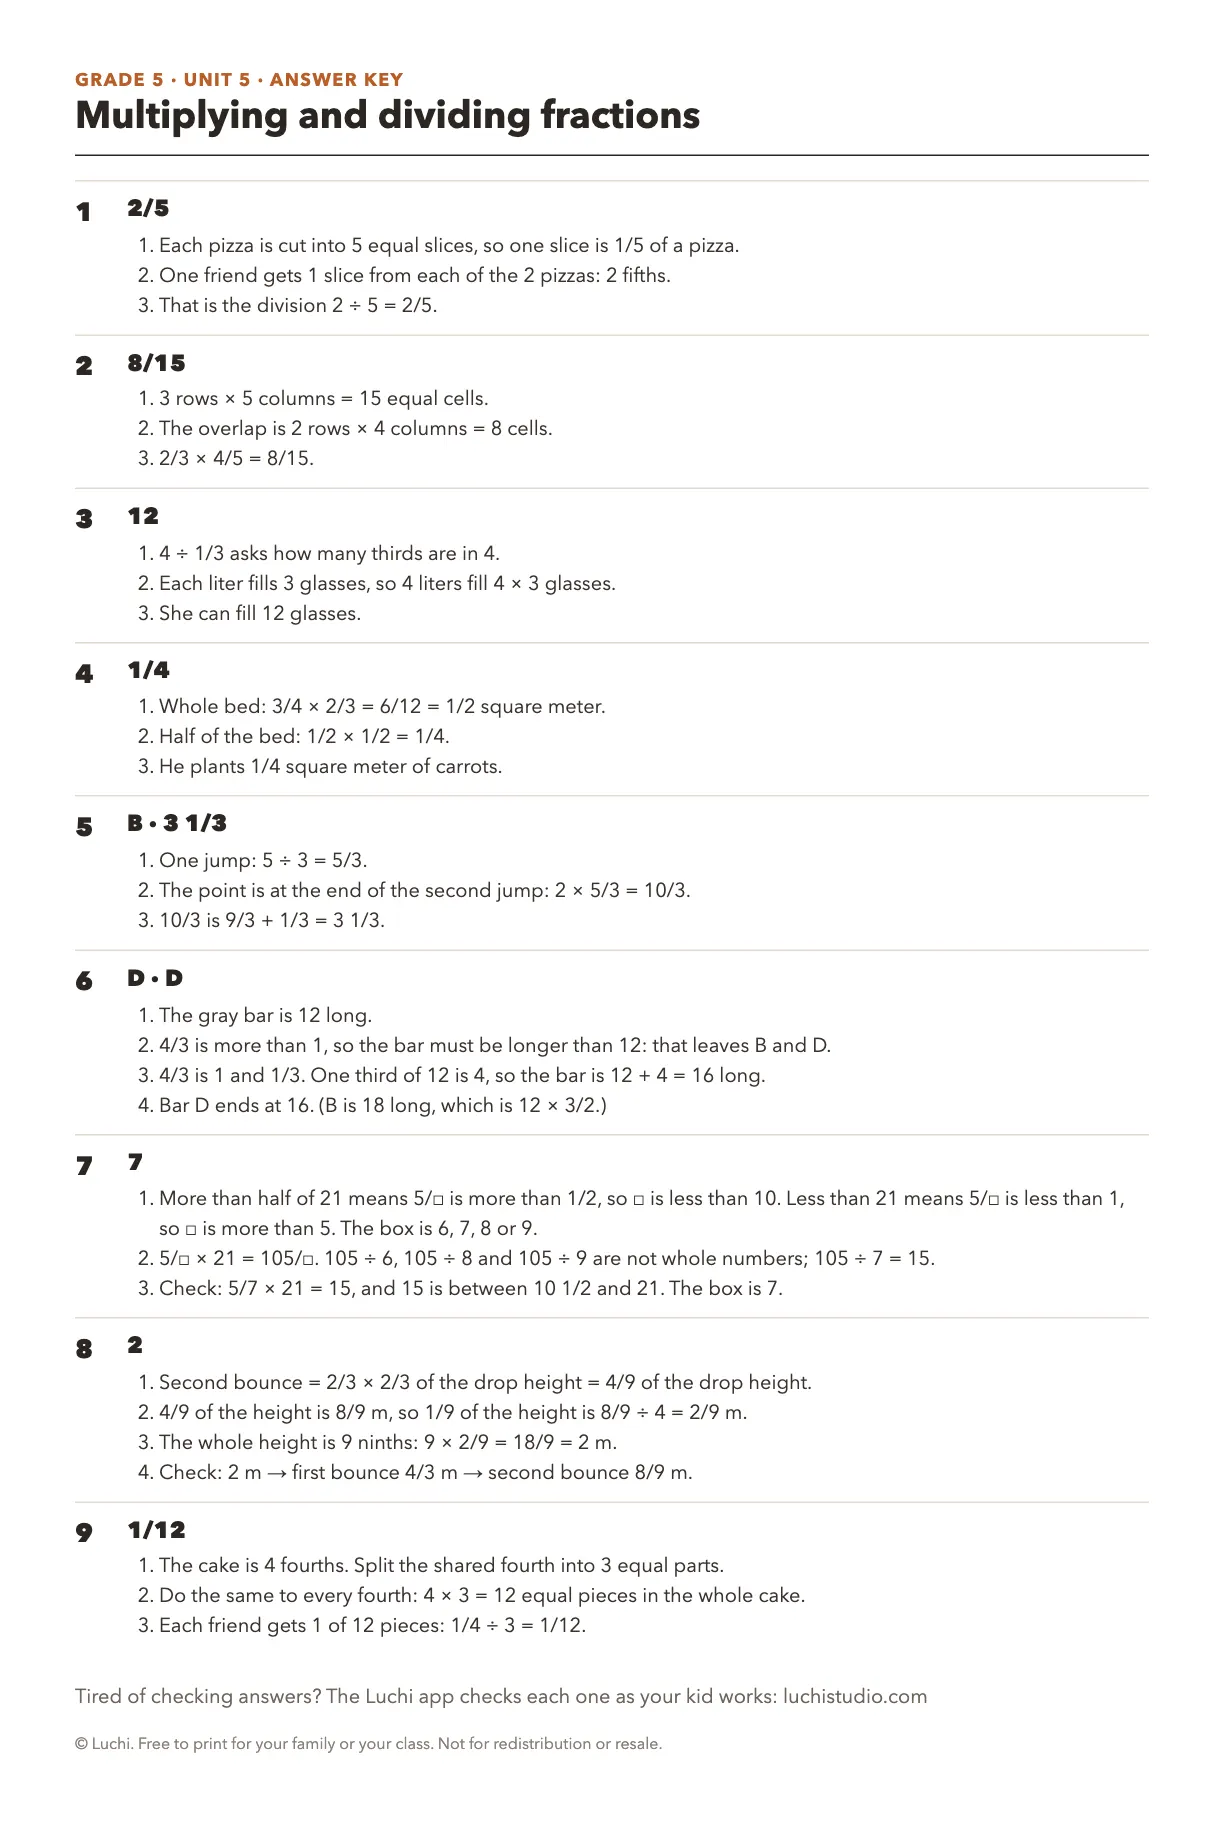 GRADE 5 · UNIT 5 · ANSWER KEY
Multiplying and dividing fractions
1 2/5
1. Each pizza is cut into 5 equal slices, so one slice is 1/5 of a pizza.
2. One friend gets 1 slice from each of the 2 pizzas: 2 fifths.
3. That is the division 2 ÷ 5 = 2/5.
2 8/15
1. 3 rows × 5 columns = 15 equal cells.
2. The overlap is 2 rows × 4 columns = 8 cells.
3. 2/3 × 4/5 = 8/15.
3 12
1. 4 ÷ 1/3 asks how many thirds are in 4.
2. Each liter fills 3 glasses, so 4 liters fill 4 × 3 glasses.
3. She can fill 12 glasses.
4 1/4
1. Whole bed: 3/4 × 2/3 = 6/12 = 1/2 square meter.
2. Half of the bed: 1/2 × 1/2 = 1/4.
3. He plants 1/4 square meter of carrots.
5 B · 3 1/3
1. One jump: 5 ÷ 3 = 5/3.
2. The point is at the end of the second jump: 2 × 5/3 = 10/3.
3. 10/3 is 9/3 + 1/3 = 3 1/3.
6 D · D
1. The gray bar is 12 long.
2. 4/3 is more than 1, so the bar must be longer than 12: that leaves B and D.
3. 4/3 is 1 and 1/3. One third of 12 is 4, so the bar is 12 + 4 = 16 long.
4. Bar D ends at 16. (B is 18 long, which is 12 × 3/2.)
7 7
1. More than half of 21 means 5/□ is more than 1/2, so □ is less than 10. Less than 21 means 5/□ is less than 1,
so □ is more than 5. The box is 6, 7, 8 or 9.
2. 5/□ × 21 = 105/□. 105 ÷ 6, 105 ÷ 8 and 105 ÷ 9 are not whole numbers; 105 ÷ 7 = 15.
3. Check: 5/7 × 21 = 15, and 15 is between 10 1/2 and 21. The box is 7.
8 2
1. Second bounce = 2/3 × 2/3 of the drop height = 4/9 of the drop height.
2. 4/9 of the height is 8/9 m, so 1/9 of the height is 8/9 ÷ 4 = 2/9 m.
3. The whole height is 9 ninths: 9 × 2/9 = 18/9 = 2 m.
4. Check: 2 m → first bounce 4/3 m → second bounce 8/9 m.
9 1/12
1. The cake is 4 fourths. Split the shared fourth into 3 equal parts.
2. Do the same to every fourth: 4 × 3 = 12 equal pieces in the whole cake.
3. Each friend gets 1 of 12 pieces: 1/4 ÷ 3 = 1/12.
Tired of checking answers? The Luchi app checks each one as your kid works: luchistudio.com
© Luchi. Free to print for your family or your class. Not for redistribution or resale.